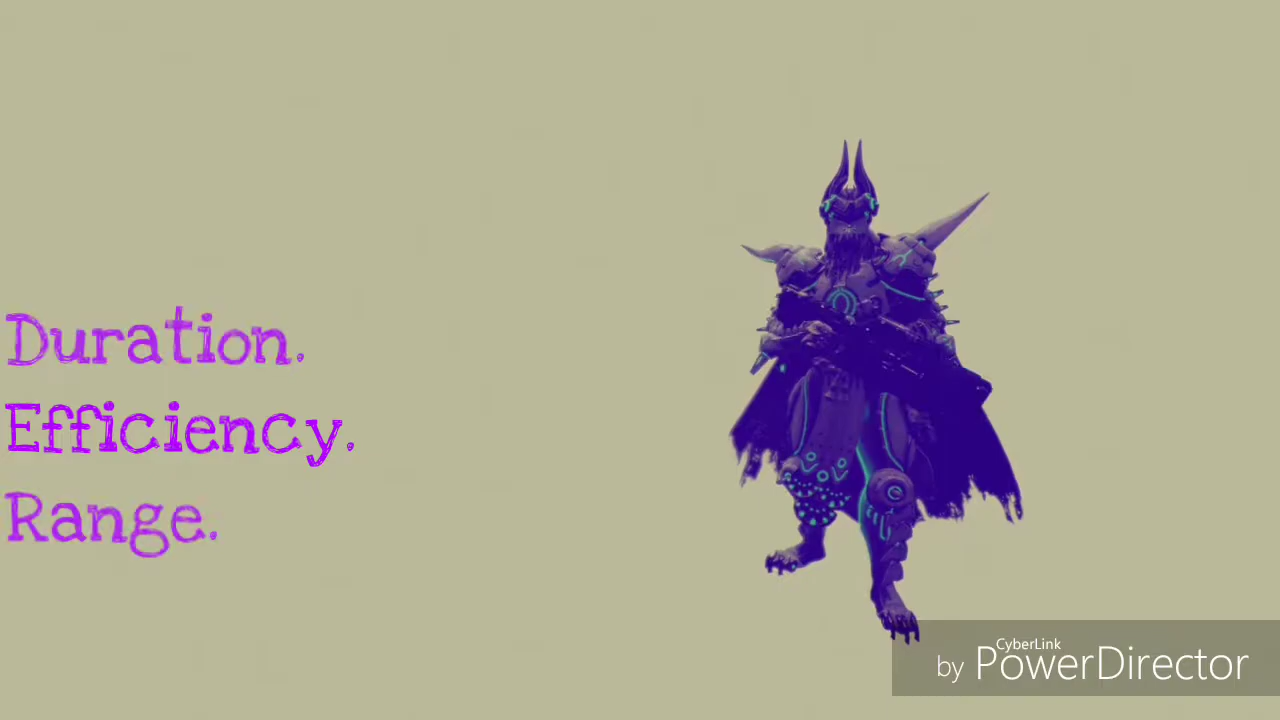 Duration.
Efficiency.
Range.
CyberLink
by PowerDirector